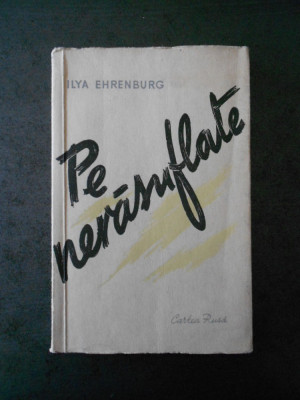 ILYA EHRENBURG
Pe
nerăsuflate
Cartea Rusă